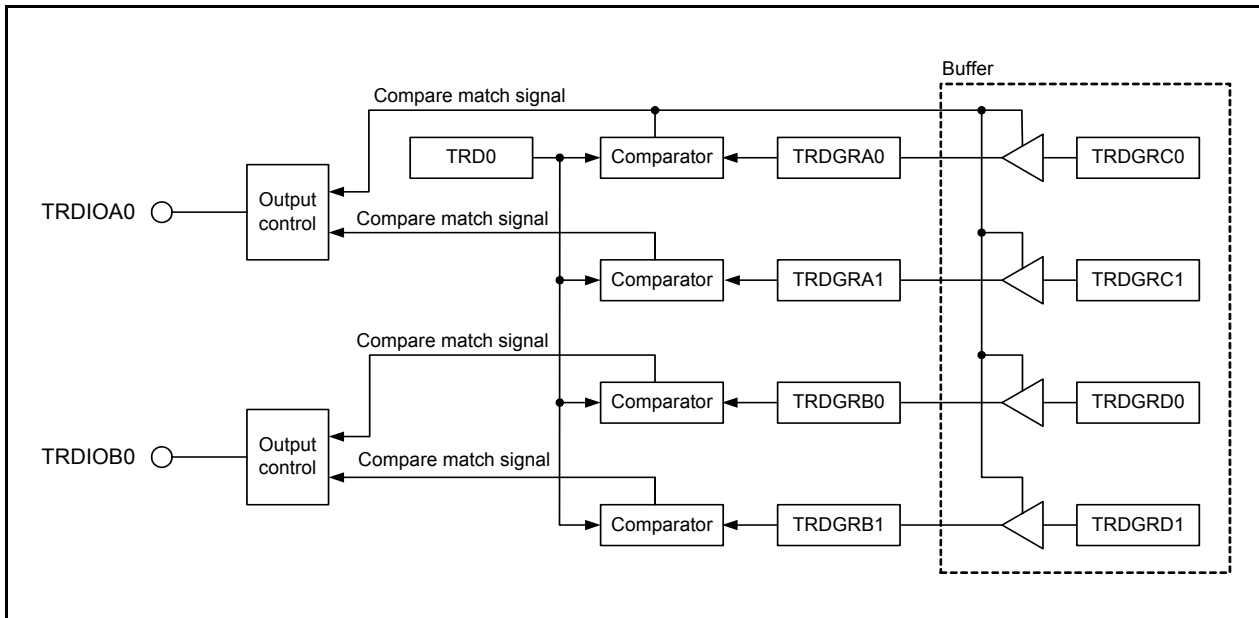 Buffer
Compare match signal
TRD0
Comparator
TRDGRA0
TRDGRC0
TRDIOA0
Output
control
Compare match signal
Comparator
TRDGRA1
TRDGRC1
Compare match signal
Comparator
TRDGRB0
TRDGRD0
TRDIOB0
Output
control
Compare match signal
Comparator
TRDGRB1
TRDGRD1